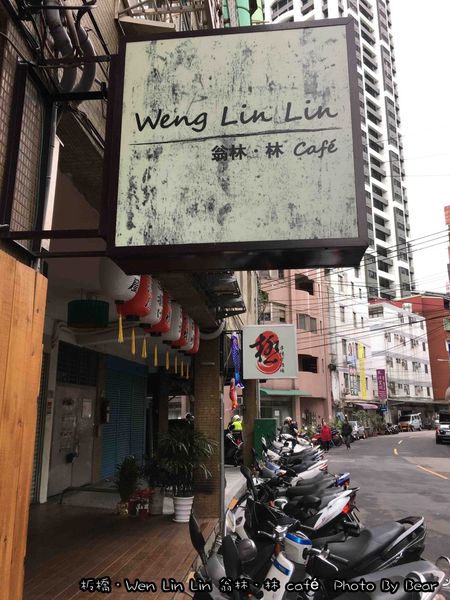 Weng Lin Lin
翁林·林 Café
板橋·Wen Lin Lin 翁林·林 café Photo By Bear